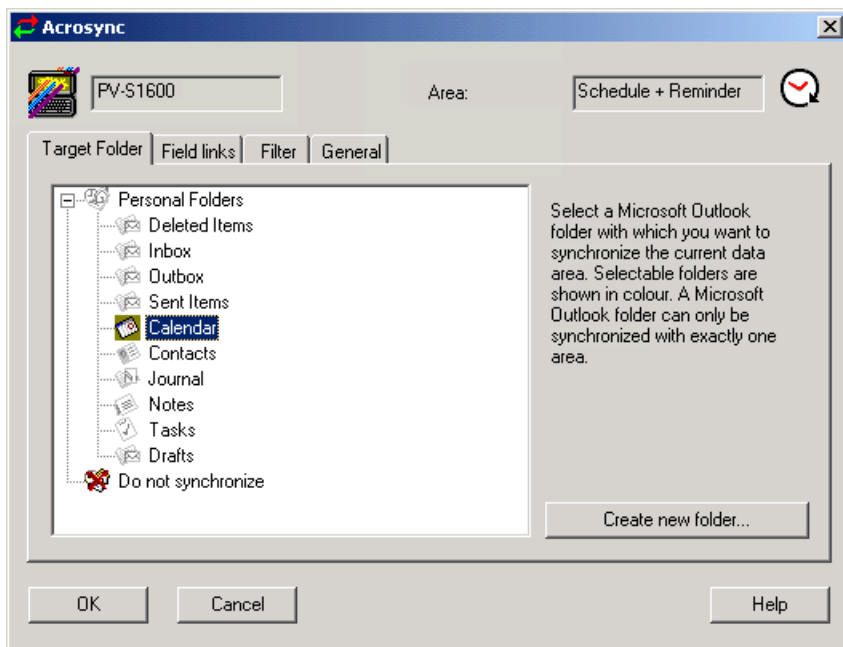 Acrosync
PV-S1600
Area:
Schedule + Reminder
Target Folder
Field links
Filter
General
Personal Folders
Deleted Items
Inbox
Outbox
Sent Items
Calendar
Contacts
Journal
Notes
Tasks
Drafts
Do not synchronize
Select a Microsoft Outlook
folder with which you want to
synchronize the current data
area. Selectable folders are
shown in colour. A Microsoft
Outlook folder can only be
synchronized with exactly one
area.
Create new folder...
OK
Cancel
Help